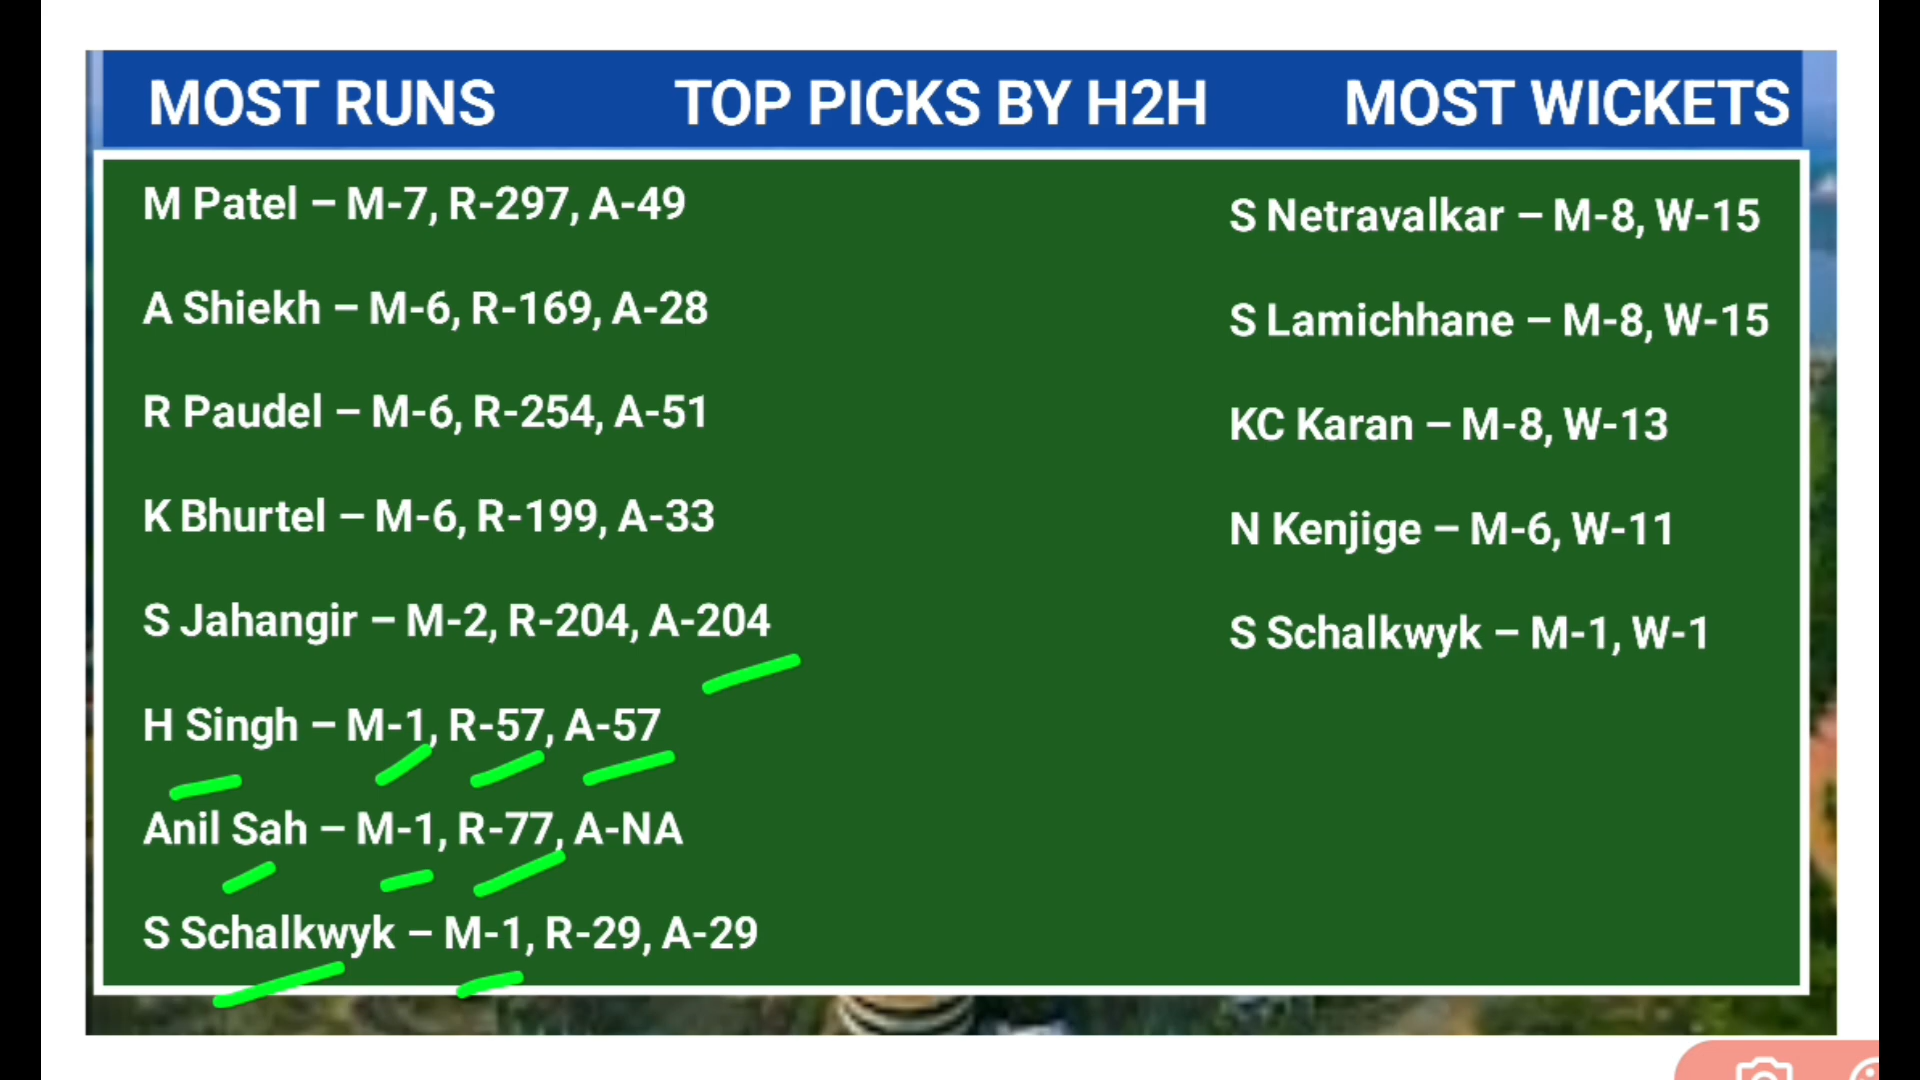 MOST RUNS TOP PICKS BY H2H MOST WICKETS
M Patel – M-7, R-297, A-49
A Shiekh – M-6, R-169, A-28
R Paudel – M-6, R-254, A-51
K Bhurtel – M-6, R-199, A-33
S Jahangir – M-2, R-204, A-204
H Singh – M-1, R-57, A-57
Anil Sah – M-1, R-77, A-NA
S Schalkwyk – M-1, R-29, A-29
S Netravalkar – M-8, W-15
S Lamichhane – M-8, W-15
KC Karan – M-8, W-13
N Kenjige – M-6, W-11
S Schalkwyk – M-1, W-1